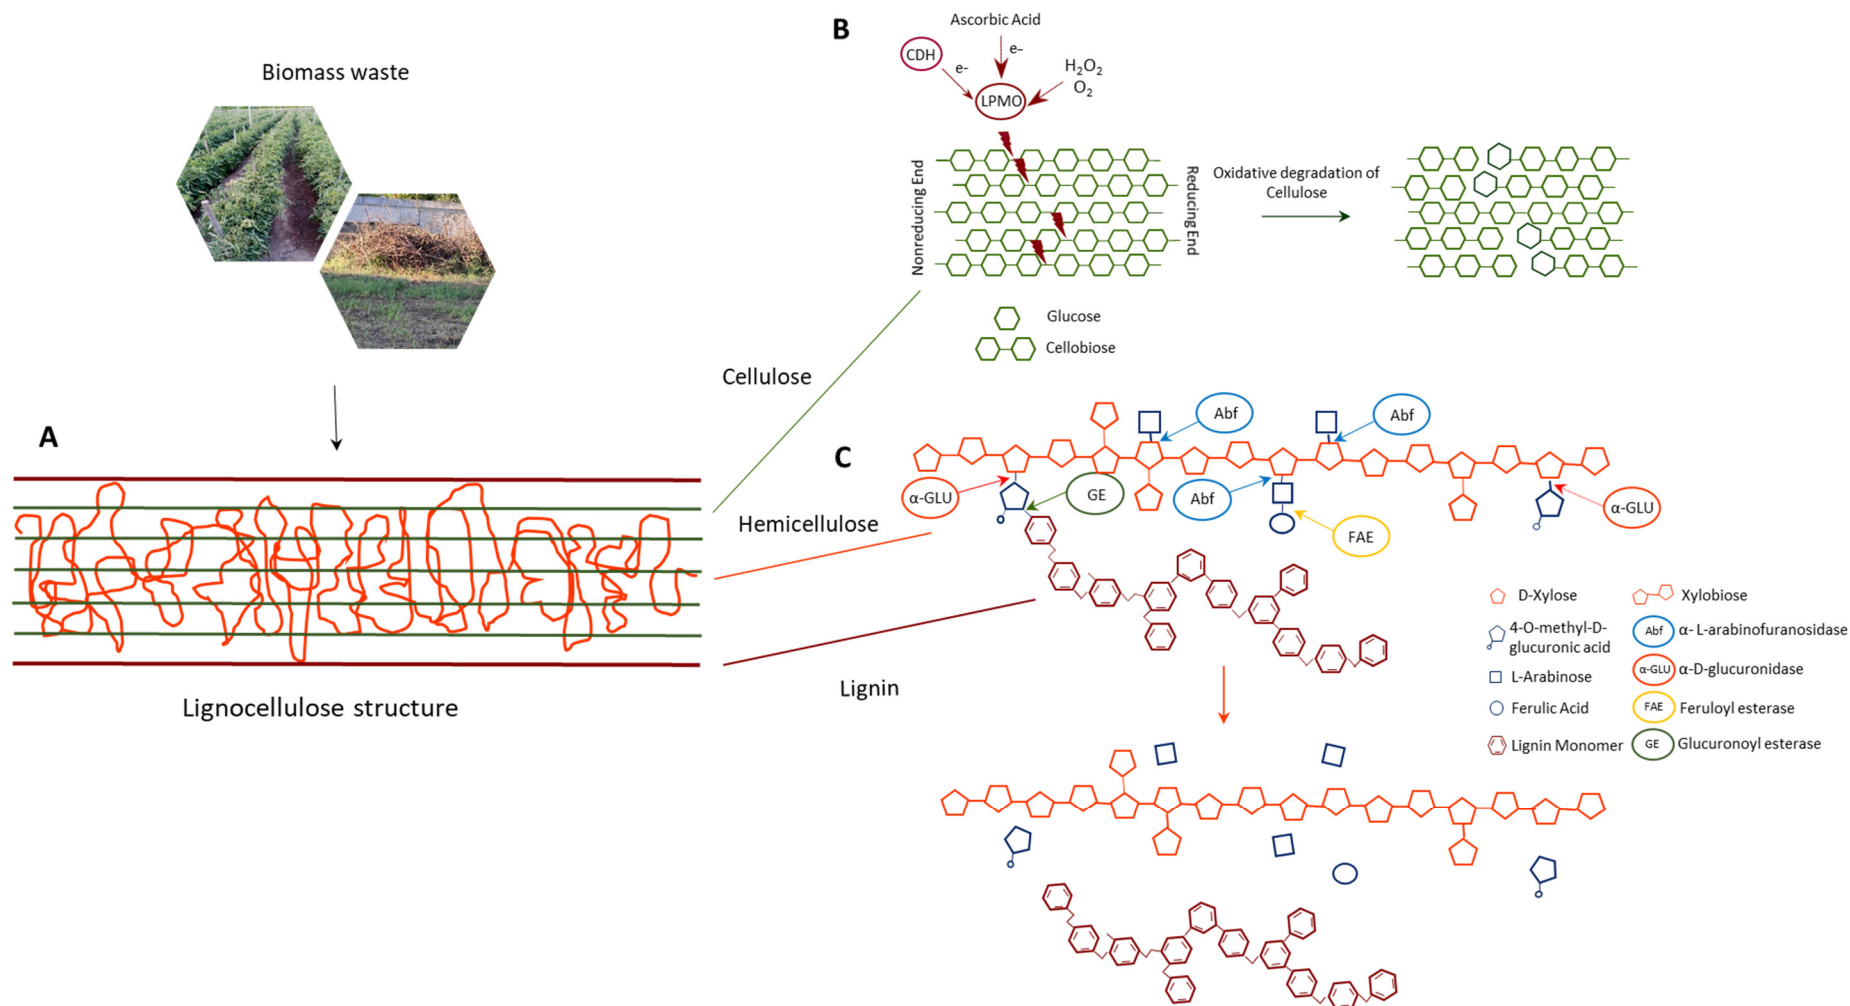 Biomass waste
A
Lignocellulose structure
Cellulose
Hemicellulose
Lignin
B
Ascorbic Acid
CDH
e-
e-
H2O2
O2
LPMO
Nonreducing End
Reducing End
Oxidative degradation of
Cellulose
Glucose
Cellobiose
C
Abf
Abf
α-GLU
GE
Abf
FAE
α-GLU
D-Xylose
Xylobiose
4-O-methyl-D-
glucuronic acid
Abf
α- L-arabinofuranosidase
L-Arabinose
α-GLU
α-D-glucuronidase
Ferulic Acid
FAE
Feruloyl esterase
Lignin Monomer
GE
Glucuronoyl esterase